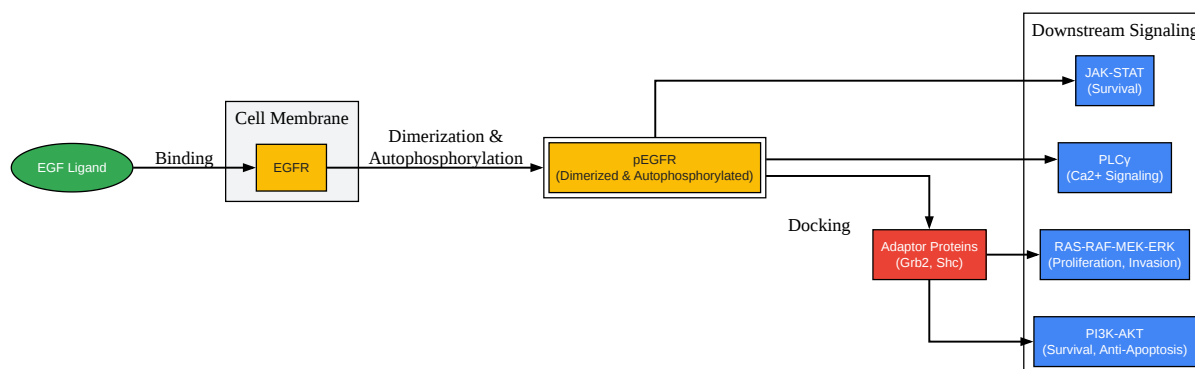 Downstream Signaling
JAK-STAT
(Survival)
Cell Membrane
Dimerization &
Autophosphorylation
EGF Ligand
Binding
EGFR
pEGFR
(Dimerized & Autophosphorylated)
PLCγ
(Ca2+ Signaling)
Docking
Adaptor Proteins
(Grb2, Shc)
RAS-RAF-MEK-ERK
(Proliferation, Invasion)
PI3K-AKT
(Survival, Anti-Apoptosis)